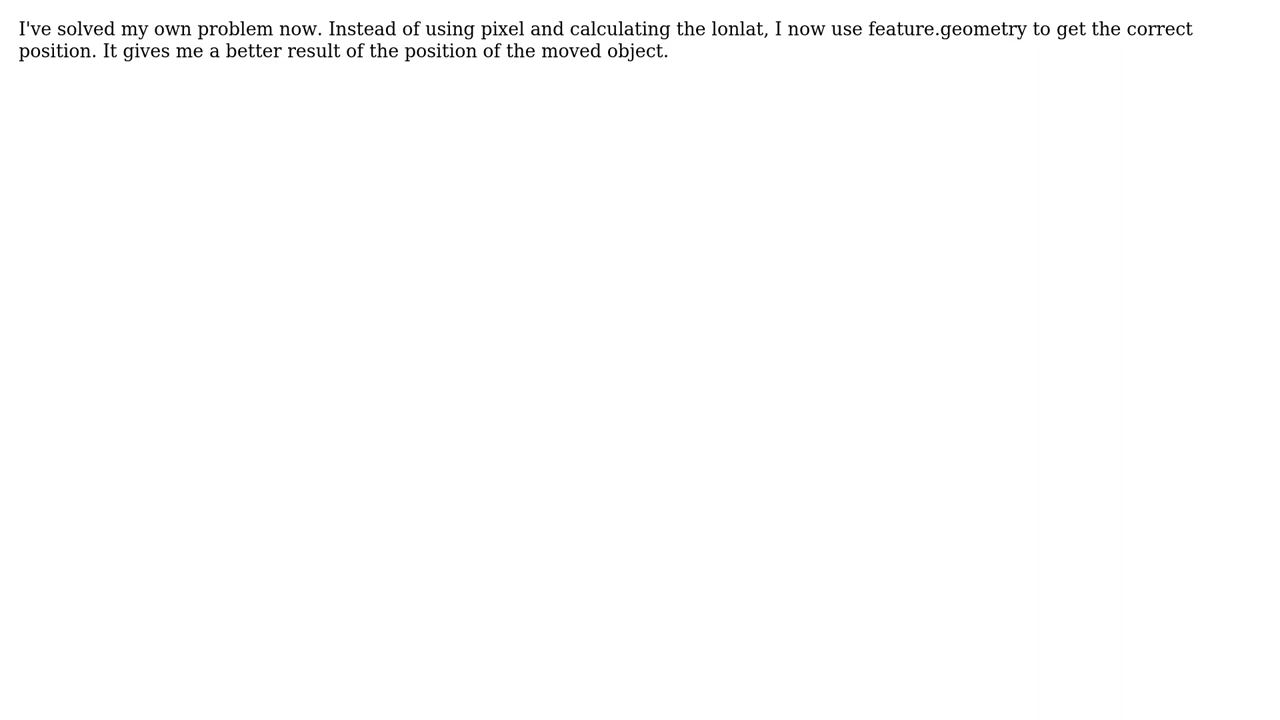 I've solved my own problem now. Instead of using pixel and calculating the lonlat, I now use feature.geometry to get the correct
position. It gives me a better result of the position of the moved object.